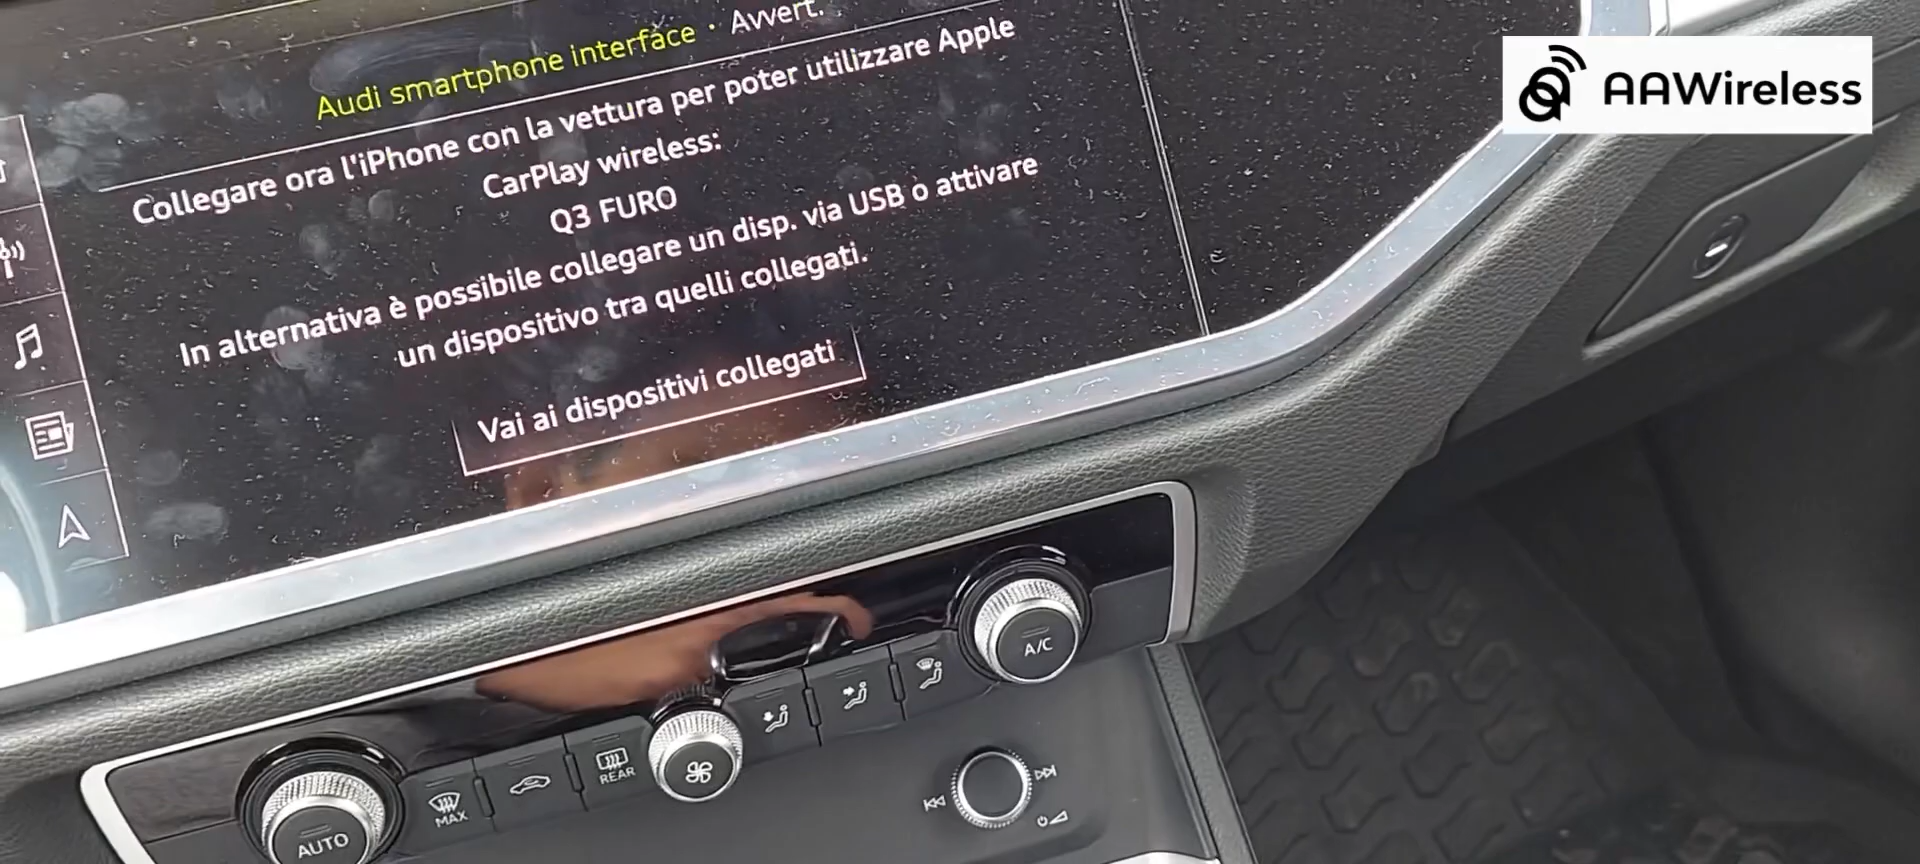 Audi smartphone interface · Avvert.
Collegare ora l'iPhone con la vettura per poter utilizzare Apple
CarPlay wireless:
Q3 FURO
In alternativa è possibile collegare un disp. via USB o attivare
un dispositivo tra quelli collegati.
Vai ai dispositivi collegati
AAWireless
A/C
REAR
MAX
AUTO